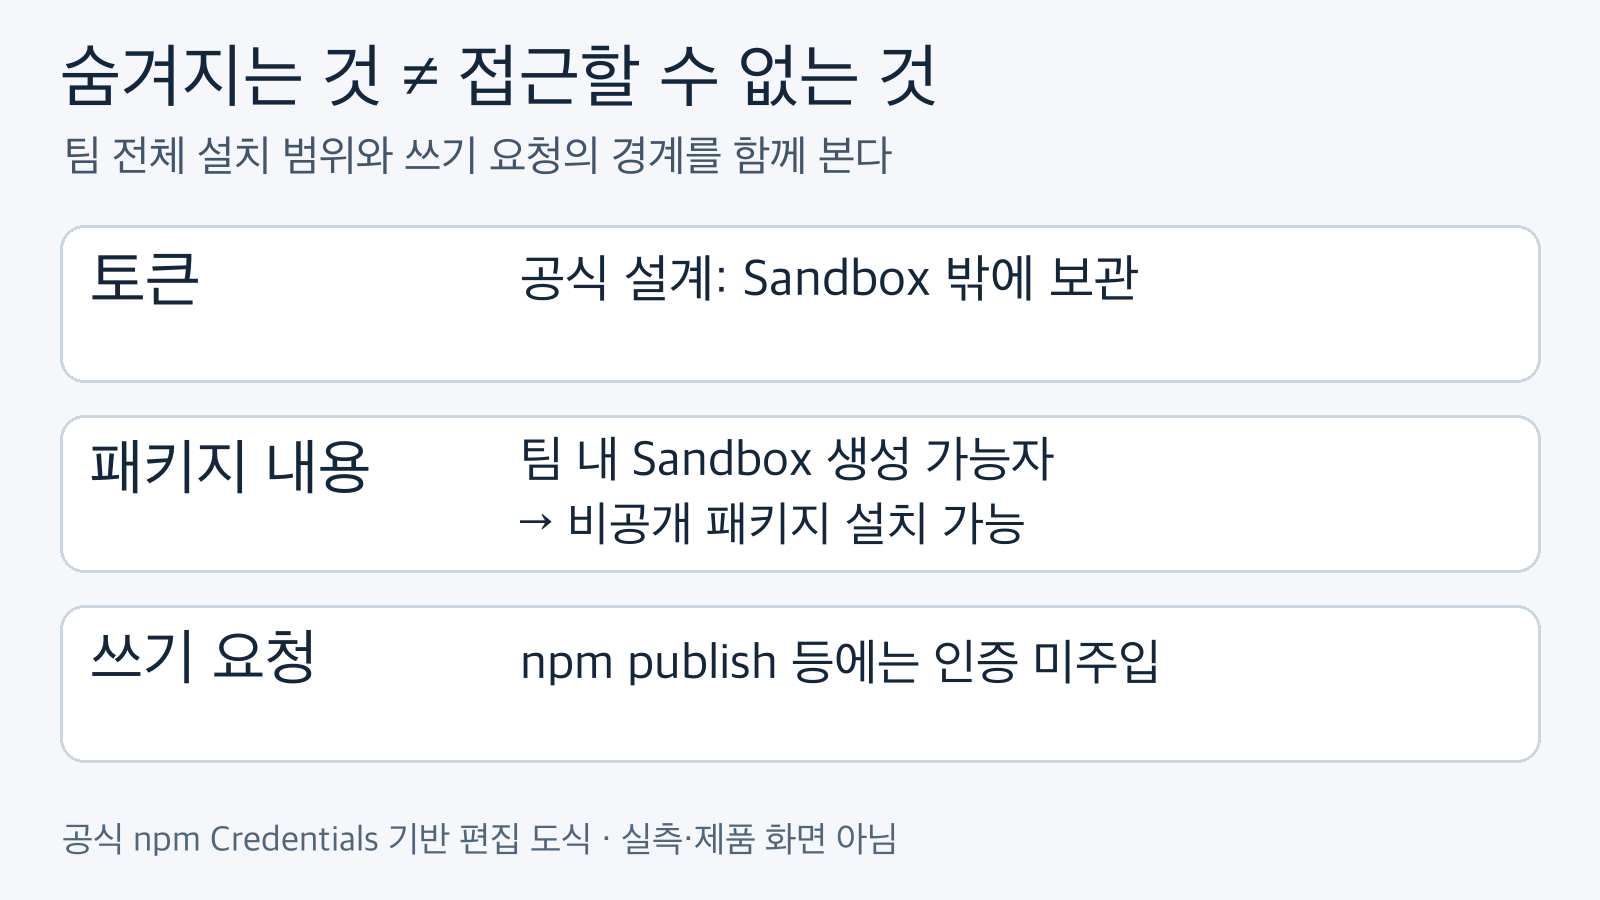 숨겨지는 것 ≠ 접근할 수 없는 것
팀 전체 설치 범위와 쓰기 요청의 경계를 함께 본다
토큰
공식 설계: Sandbox 밖에 보관
패키지 내용
팀 내 Sandbox 생성 가능자
→ 비공개 패키지 설치 가능
쓰기 요청
npm publish 등에는 인증 미주입
공식 npm Credentials 기반 편집 도식 · 실측·제품 화면 아님